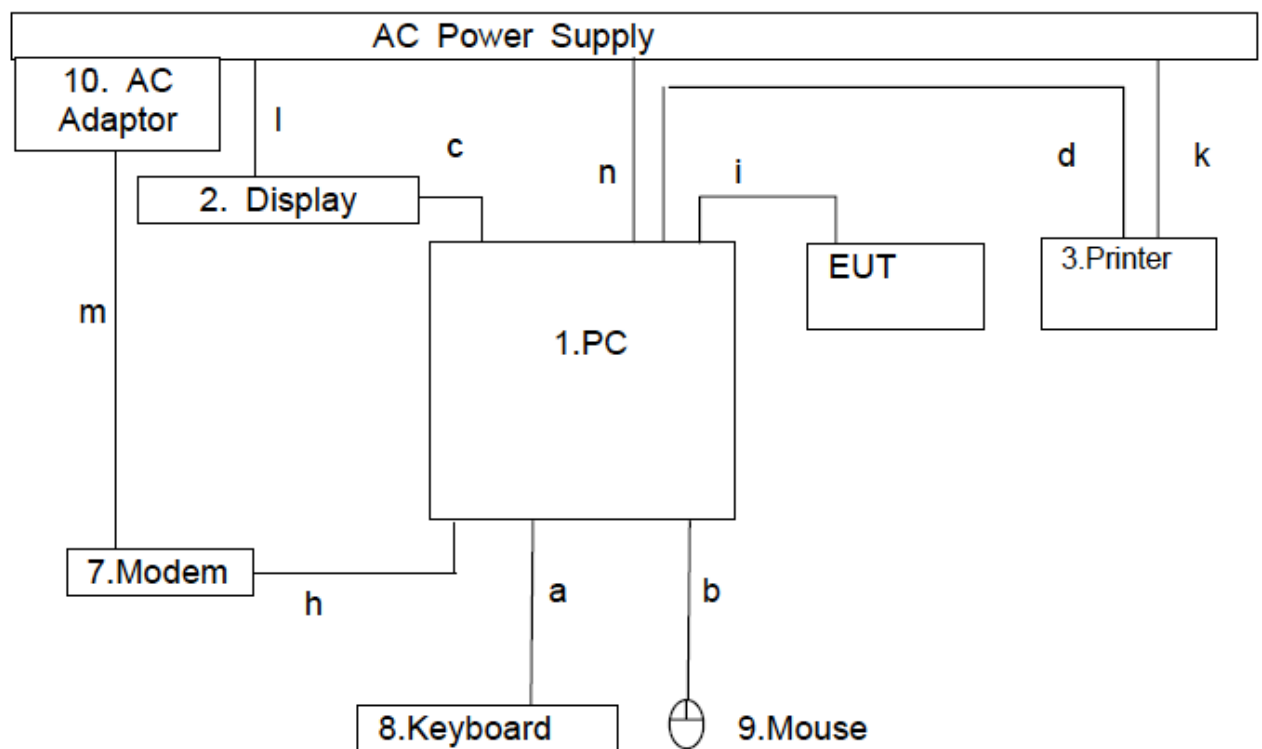 AC Power Supply
10. AC
Adaptor
l
c
n
i
d
k
2. Display
EUT
3.Printer
m
1.PC
7.Modem
h
a
b
8.Keyboard
9.Mouse